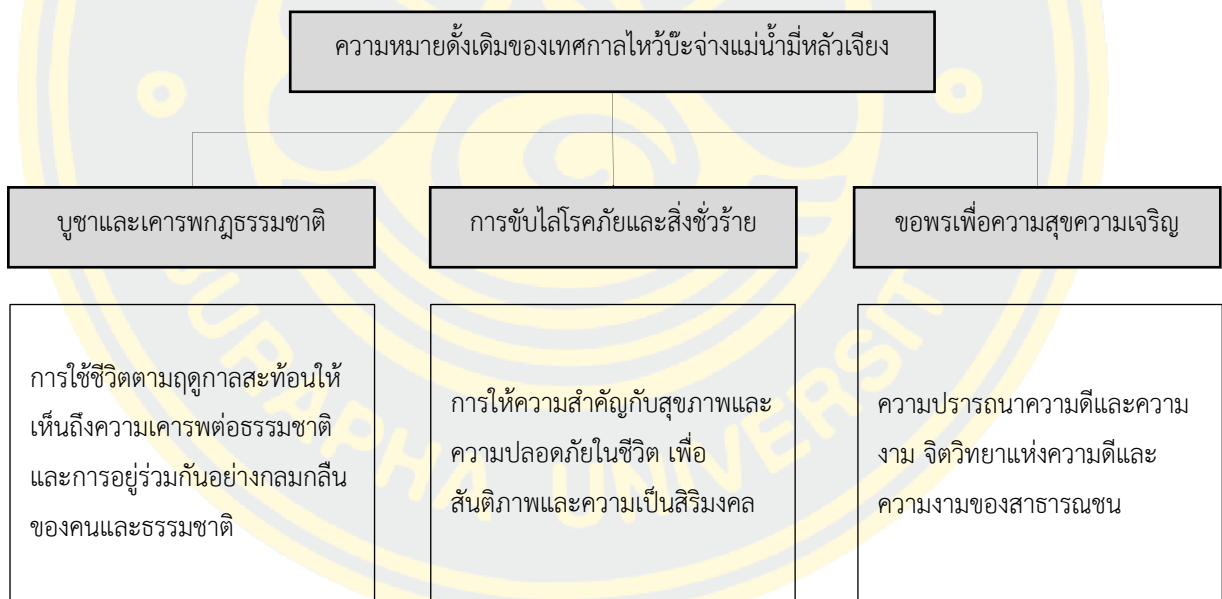 ความหมายดั้งเดิมของเทศกาลไหว้บ๊ะจ่างแม่น้ำมี่หลัวเจียง
บูชาและเคารพกฎธรรมชาติ
การขับไล่โรคภัยและสิ่งชั่วร้าย
ขอพรเพื่อความสุขความเจริญ
การใช้ชีวิตตามฤดูกาลสะท้อนให้
เห็นถึงความเคารพต่อธรรมชาติ
และการอยู่ร่วมกันอย่างกลมกลืน
ของคนและธรรมชาติ
การให้ความสำคัญกับสุขภาพและ
ความปลอดภัยในชีวิต เพื่อ
สันติภาพและความเป็นสิริมงคล
ความปรารถนาความดีและความ
งาม จิตวิทยาแห่งความดีและ
ความงามของสาธารณชน
URAPHA UNIVERSIT